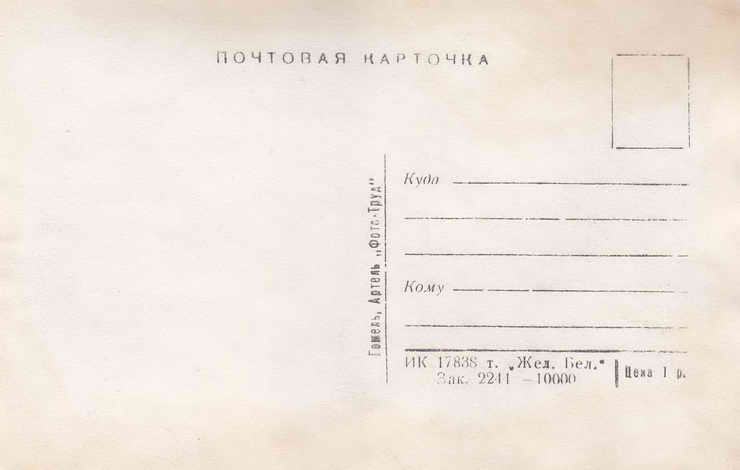 ПОЧТОВАЯ КАРТОЧКА
Гомель, Артель „Фото-Труд"
Куда
Кому
ИК 17838 т. „Жел. Бел."
Зак. 2241 —10000
Цена 1 р.